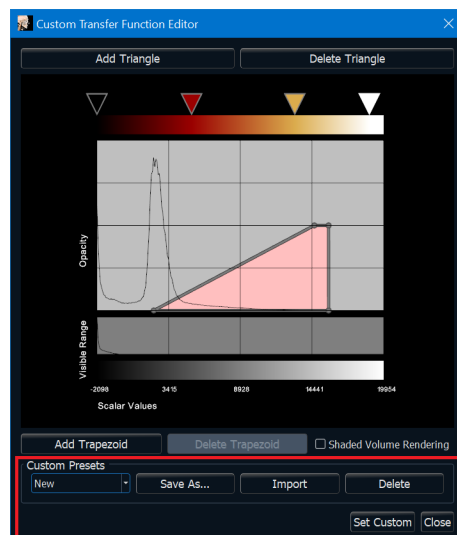 Custom Transfer Function Editor
Add Triangle Delete Triangle
Opacity
Visible Range
-2098 3415 8928 14441 19954
Scalar Values
Add Trapezoid Delete Trapezoid Shaded Volume Rendering
Custom Presets
New Save As... Import Delete
Set Custom Close